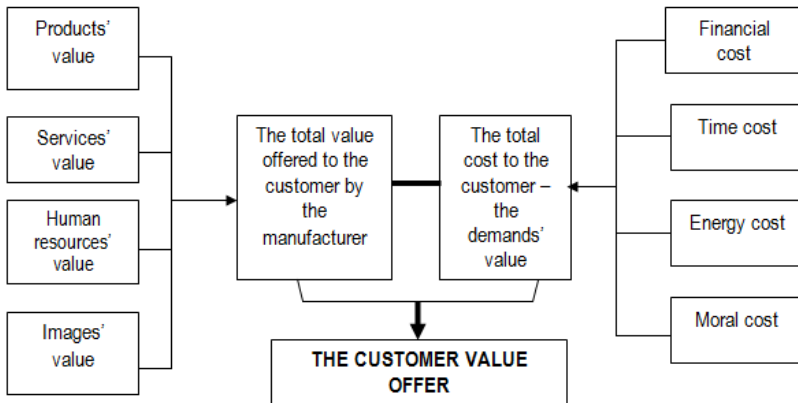 Products'
value
Services'
value
Human
resources'
value
Images'
value
The total value
offered to the
customer by
the
manufacturer
The total
cost to the
customer –
the
demands'
value
Financial
cost
Time cost
Energy cost
Moral cost
THE CUSTOMER VALUE
OFFER